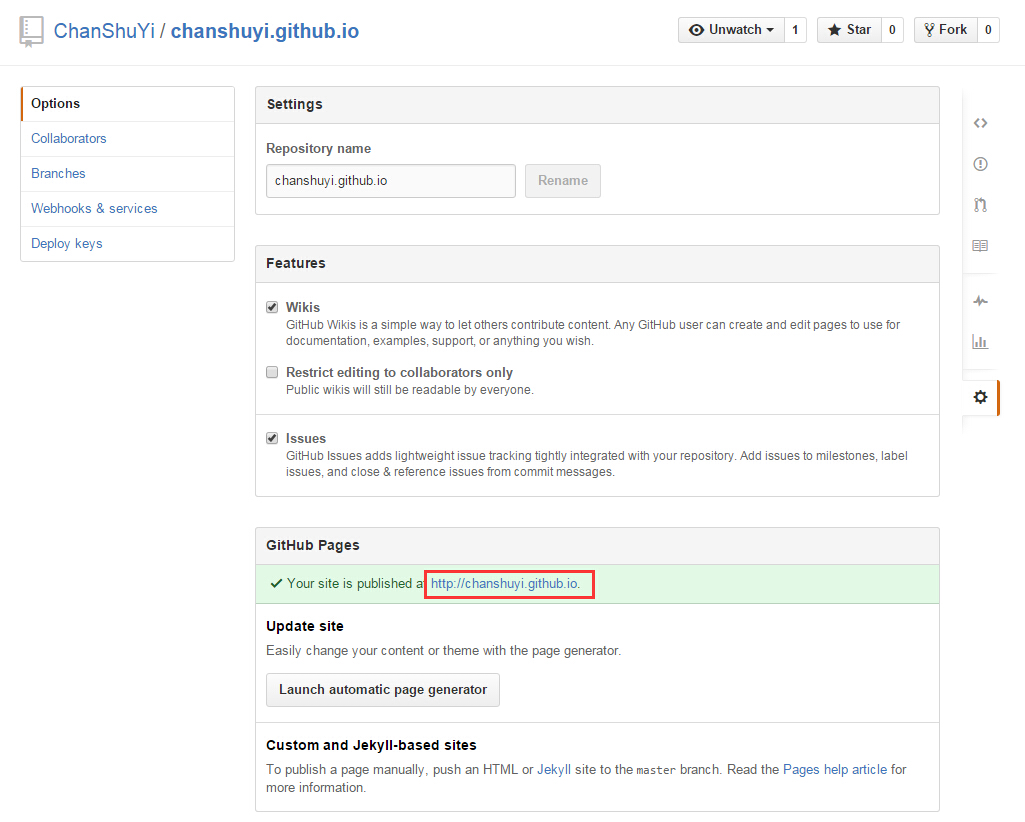 ChanShuYi / chanshuyi.github.io
Unwatch 1 Star 0 Fork 0
Options
Collaborators
Branches
Webhooks & services
Deploy keys
Settings
Repository name
chanshuyi.github.io
Rename
Features
Wikis
GitHub Wikis is a simple way to let others contribute content. Any GitHub user can create and edit pages to use for
documentation, examples, support, or anything you wish.
Restrict editing to collaborators only
Public wikis will still be readable by everyone.
Issues
GitHub Issues adds lightweight issue tracking tightly integrated with your repository. Add issues to milestones, label
issues, and close & reference issues from commit messages.
GitHub Pages
Your site is published at http://chanshuyi.github.io.
Update site
Easily change your content or theme with the page generator.
Launch automatic page generator
Custom and Jekyll-based sites
To publish a page manually, push an HTML or Jekyll site to the master branch. Read the Pages help article for
more information.